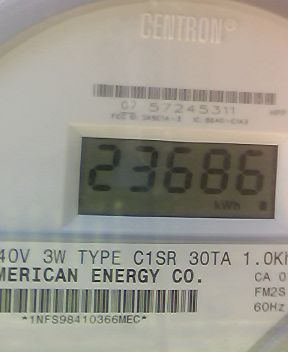 CENTRON®
07 57245311
23686
kWh
40V 3W TYPE C1SR 30TA 1.0Kh
MERICAN ENERGY CO.
CA 0
FM2S
60Hz
*1NFS98410366MEC*